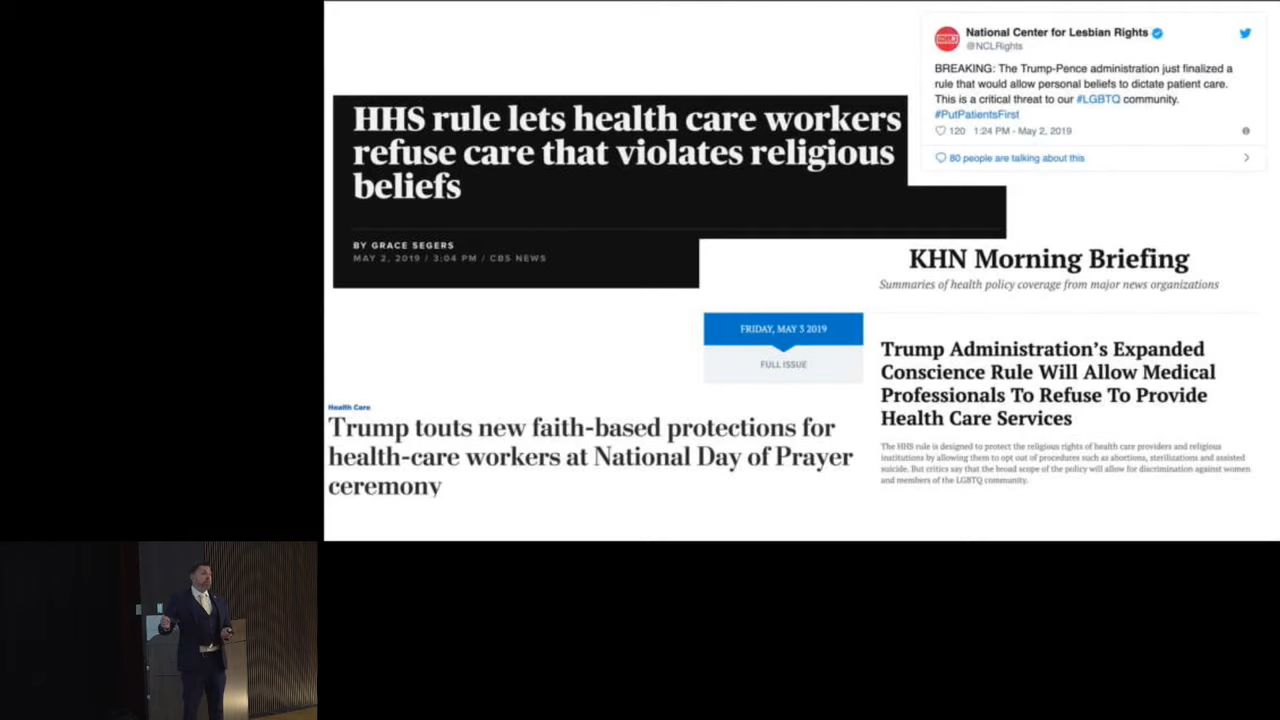 National Center for Lesbian Rights
@NCLRights
BREAKING: The Trump-Pence administration just finalized a
rule that would allow personal beliefs to dictate patient care.
This is a critical threat to our #LGBTQ community.
#PutPatientsFirst
120 1:24 PM - May 2, 2019
80 people are talking about this
HHS rule lets health care workers
refuse care that violates religious
beliefs
BY GRACE SEGERS
MAY 2, 2019 / 3:04 PM / CBS NEWS
KHN Morning Briefing
Summaries of health policy coverage from major news organizations
FRIDAY, MAY 3 2019
FULL ISSUE
Trump Administration's Expanded
Conscience Rule Will Allow Medical
Professionals To Refuse To Provide
Health Care Services
The HHS rule is designed to protect the religious rights of health care providers and religious
institutions by allowing them to opt out of procedures such as abortions, sterilizations and assisted
suicide. But critics say that the broad scope of the policy will allow for discrimination against women
and members of the LGBTQ community.
Health Care
Trump touts new faith-based protections for
health-care workers at National Day of Prayer
ceremony